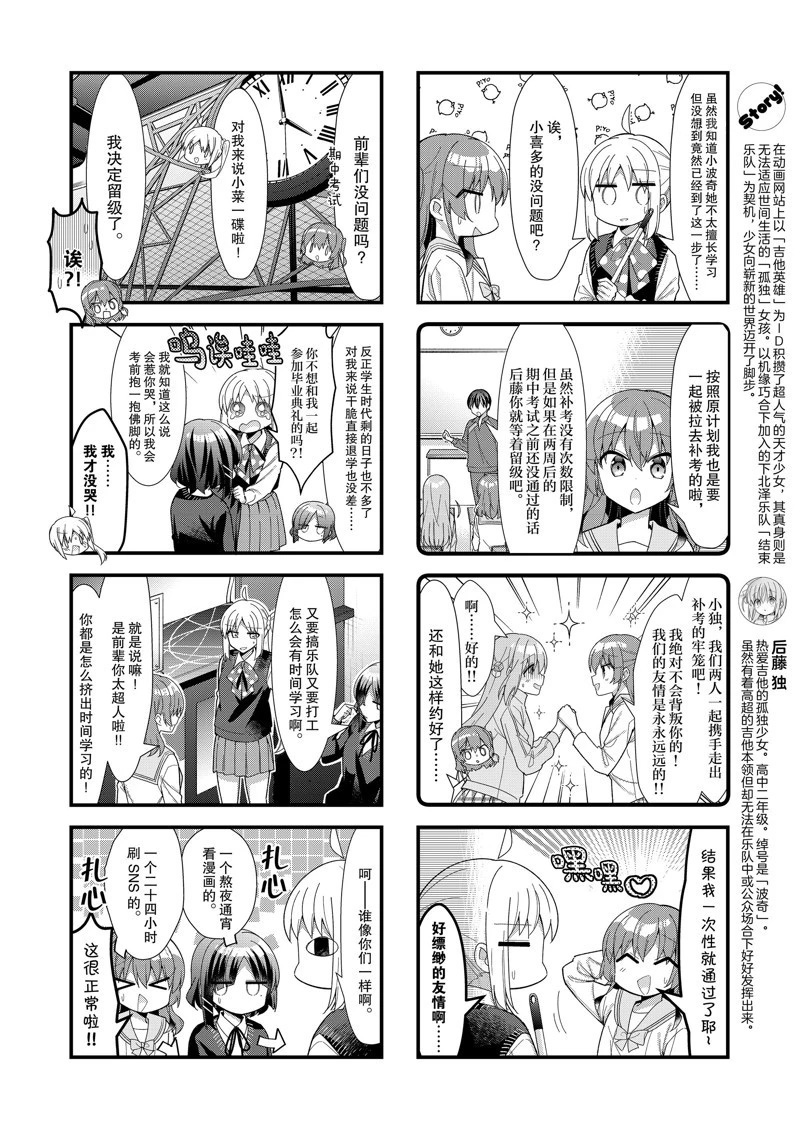 Story!
在动画网站上以「吉他英雄」为ID积攒了超人气的天才少女，其真身则是
无法适应世间生活的「孤独」女孩。以机缘巧合下加入的下北泽乐队「结束
乐队」为契机，少女向崭新的世界迈开了脚步。
后藤 独
热爱吉他的孤独少女。高中二年级。绰号是「波奇」。
虽然有着高超的吉他本领但却无法在乐队中或公众场合下好好发挥出来。
PiYo
PiYo
PiYo
PiYo
PiYo
虽然我知道小波奇她不太擅长学习
但没想到竟然已经到了这一步了……
诶，
小喜多的没问题吧？
按照原计划我也是要
一起被拉去补考的啦，
虽然补考没有次数限制，
但是如果在两周后的
期中考试之前还没通过的话
后藤你就等着留级吧。
小独，我们两人一起携手走出
补考的牢笼吧！
我绝对不会背叛你的！
我们的友情是永永远远的!!
啊……
好的!!
还和她这样约好了……
结果我一次性就通过了耶~
嘿嘿♡
好缥缈的友情啊……
前辈们没问题吗？
期中考试
对我来说小菜一碟啦！
我决定留级了。
诶?!
反正学生时代剩的日子也不多了
对我来说干脆直接退学也没差……
你不想和我一起
参加毕业典礼的吗?!
呜诶哇哇
我就知道这么说
会惹你哭，所以我会
考前抱一抱佛脚的。
我……
我才没哭!!
又要搞乐队又要打工
怎么会有时间学习啊。
就是说嘛！
是前辈你太超人啦!!
你都是怎么挤出时间学习的！
呵——谁像你们一样啊。
一个熬夜通宵
看漫画的。
扎心
一个二十四小时
刷SNS的。
扎心
这很正常啦!!